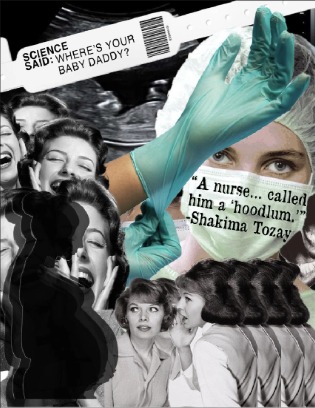 SCIENCE
SAID: WHERE'S YOUR
BABY DADDY?
"A nurse... called
him a 'hoodlum.'"
-Shakima Tozay